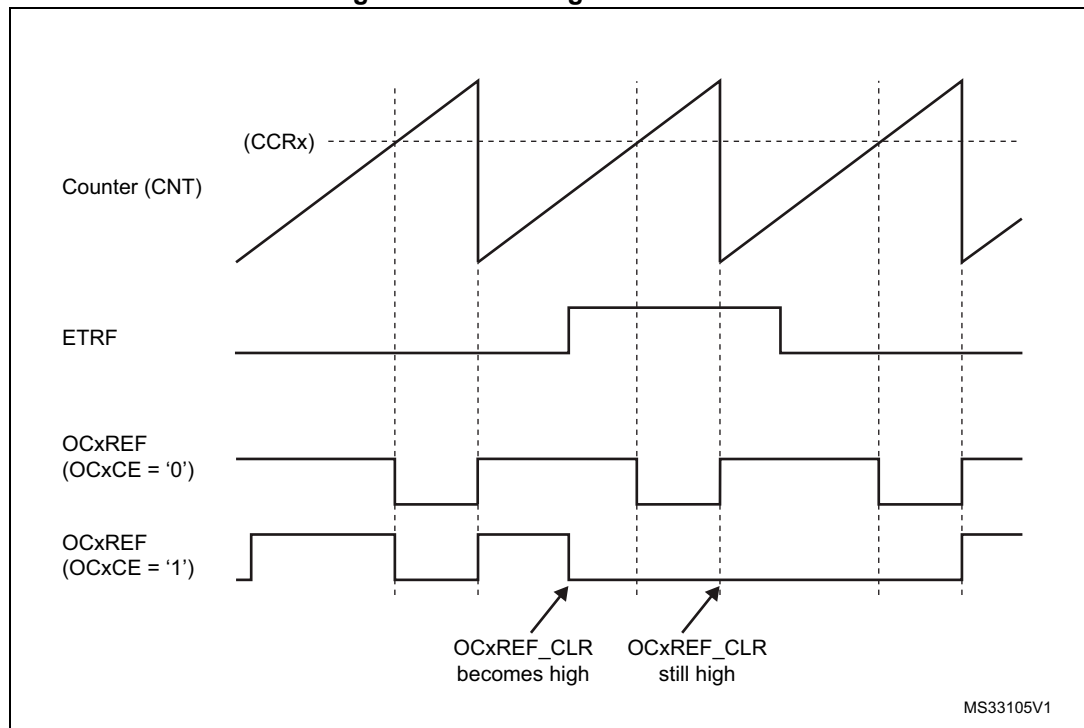 (CCRx)
Counter (CNT)
ETRF
OCxREF
(OCxCE = ‘0’)
OCxREF
(OCxCE = ‘1’)
OCxREF_CLR
becomes high
OCxREF_CLR
still high
MS33105V1